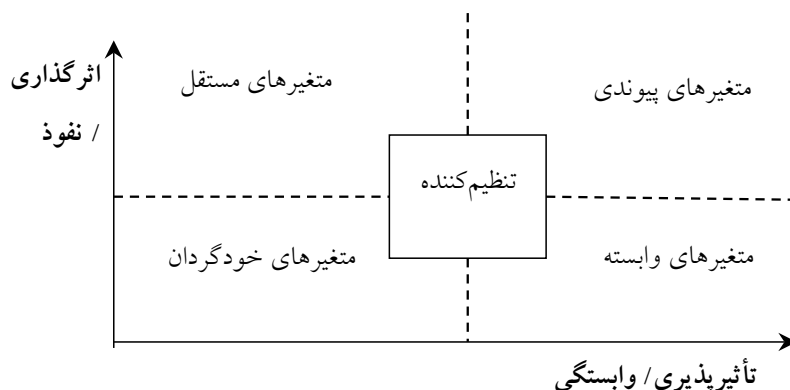 متغیرهای پیوندی
متغیرهای مستقل
اثرگذاری
/ نفوذ
تنظیم‌کننده
متغیرهای وابسته
متغیرهای خودگردان
تأثیرپذیری/ وابستگی